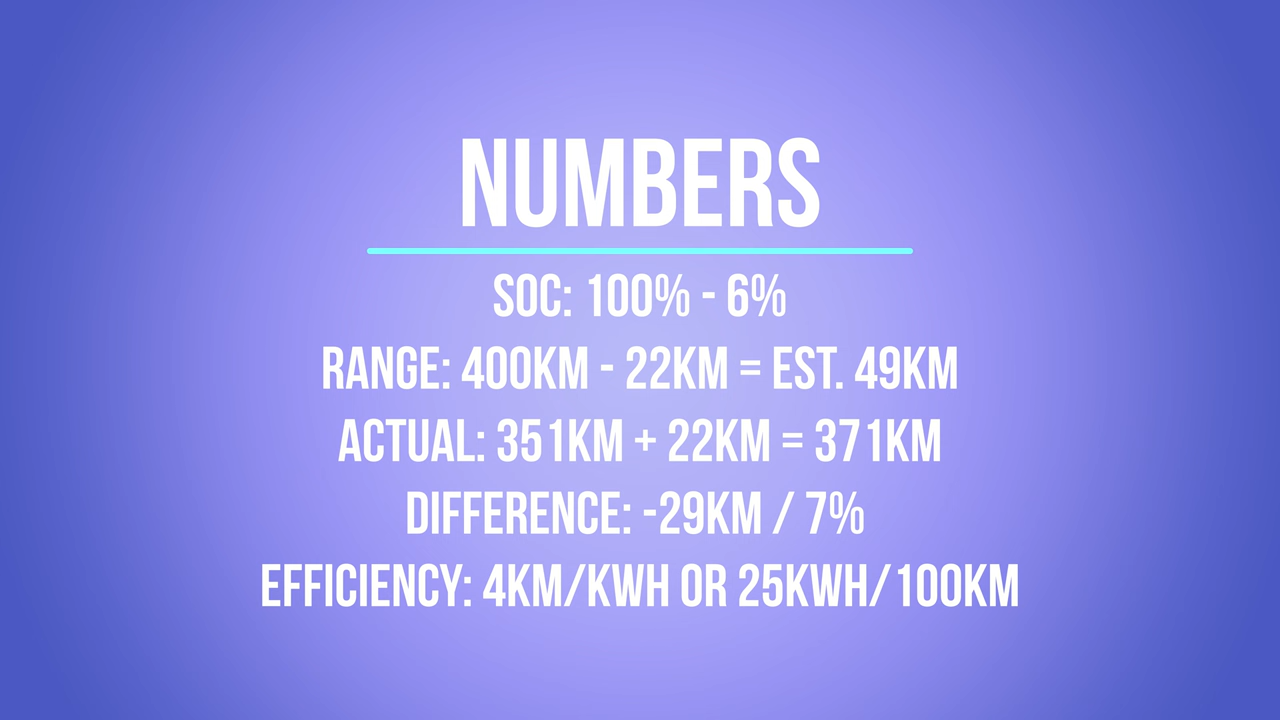 NUMBERS
SOC: 100% - 6%
RANGE: 400KM - 22KM = EST. 49KM
ACTUAL: 351KM + 22KM = 371KM
DIFFERENCE: -29KM / 7%
EFFICIENCY: 4KM/KWH OR 25KWH/100KM